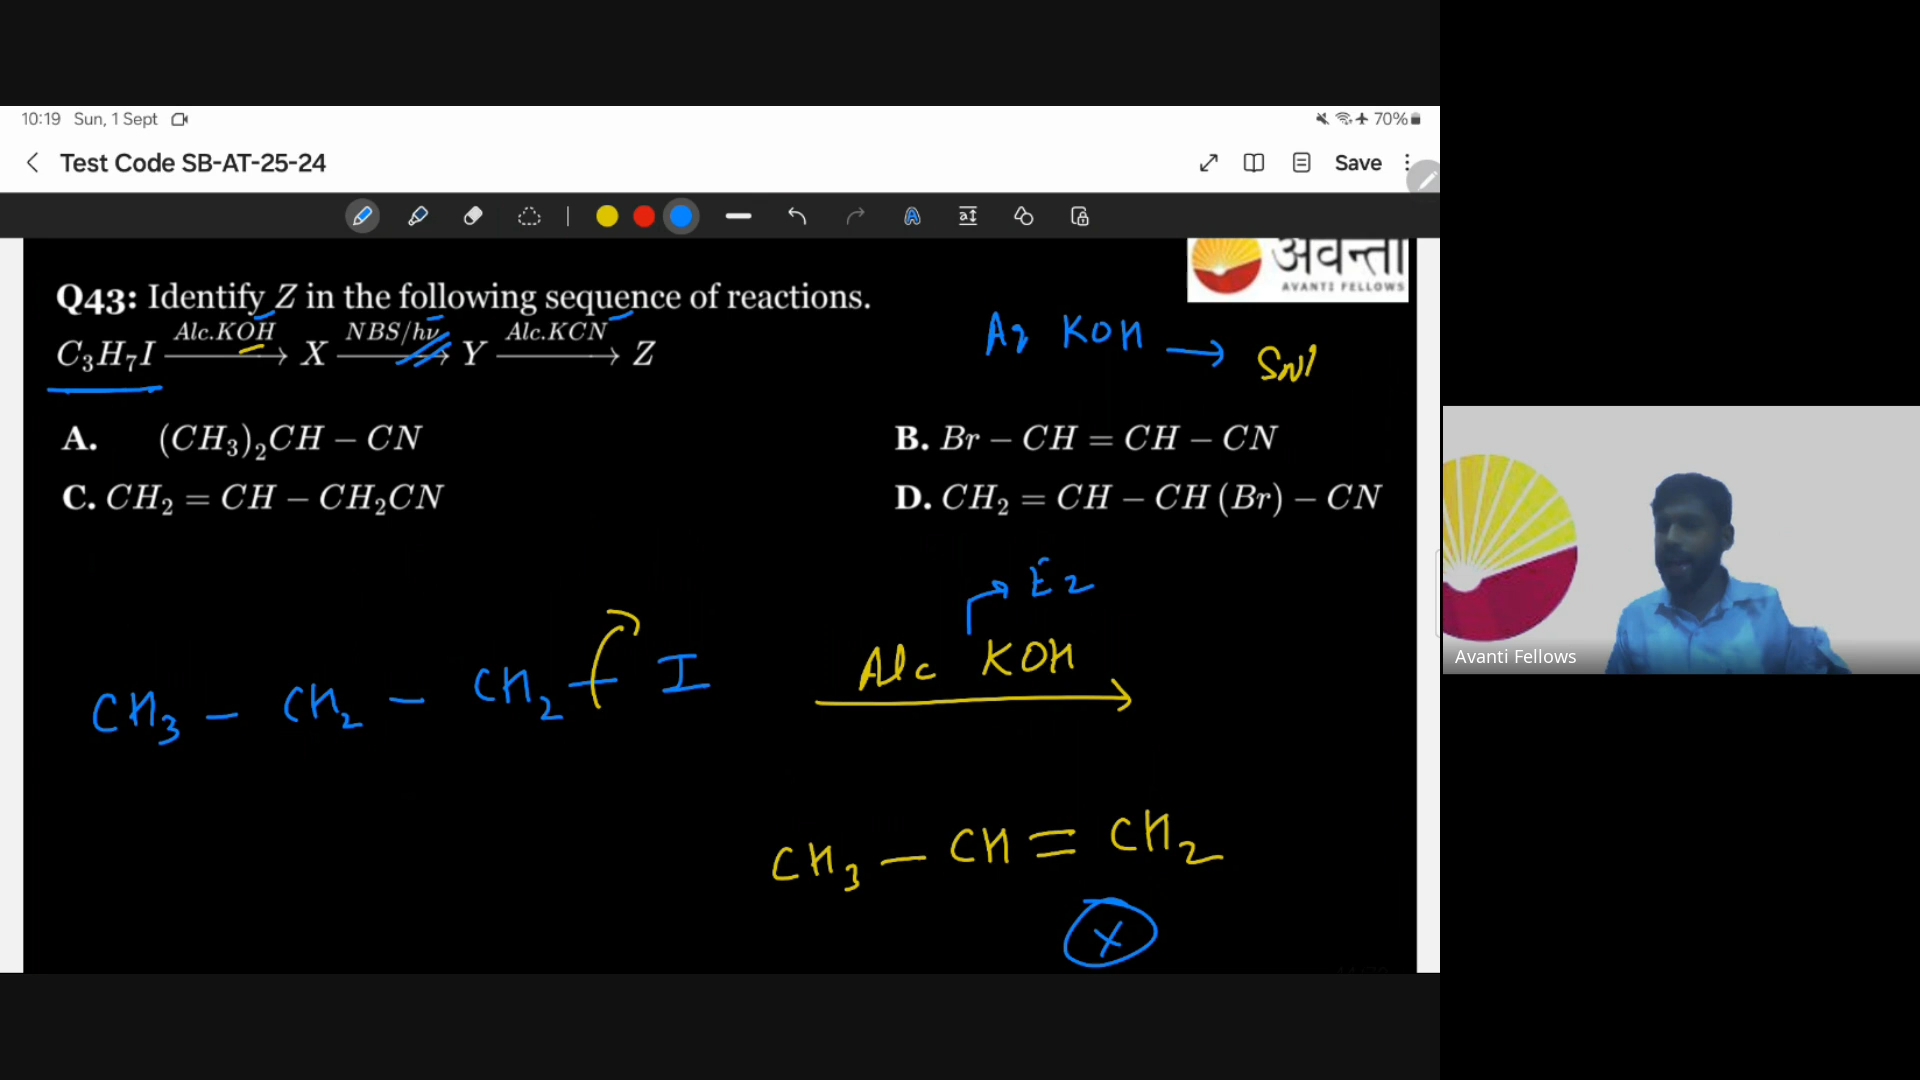 10:19 Sun, 1 Sept 70%
Test Code SB-AT-25-24 Save
अवन्ती
AVANTI FELLOWS
Q43: Identify Z in the following sequence of reactions.
C₃H₇I —Alc.KOH→ X —NBS/hν→ Y —Alc.KCN→ Z
Aq KOH → SN1
A. (CH₃)₂CH – CN B. Br – CH = CH – CN
C. CH₂ = CH – CH₂CN D. CH₂ = CH – CH (Br) – CN
E2
CH₃ – CH₂ – CH₂ – I Alc KOH →
CH₃ – CH = CH₂
X
Avanti Fellows